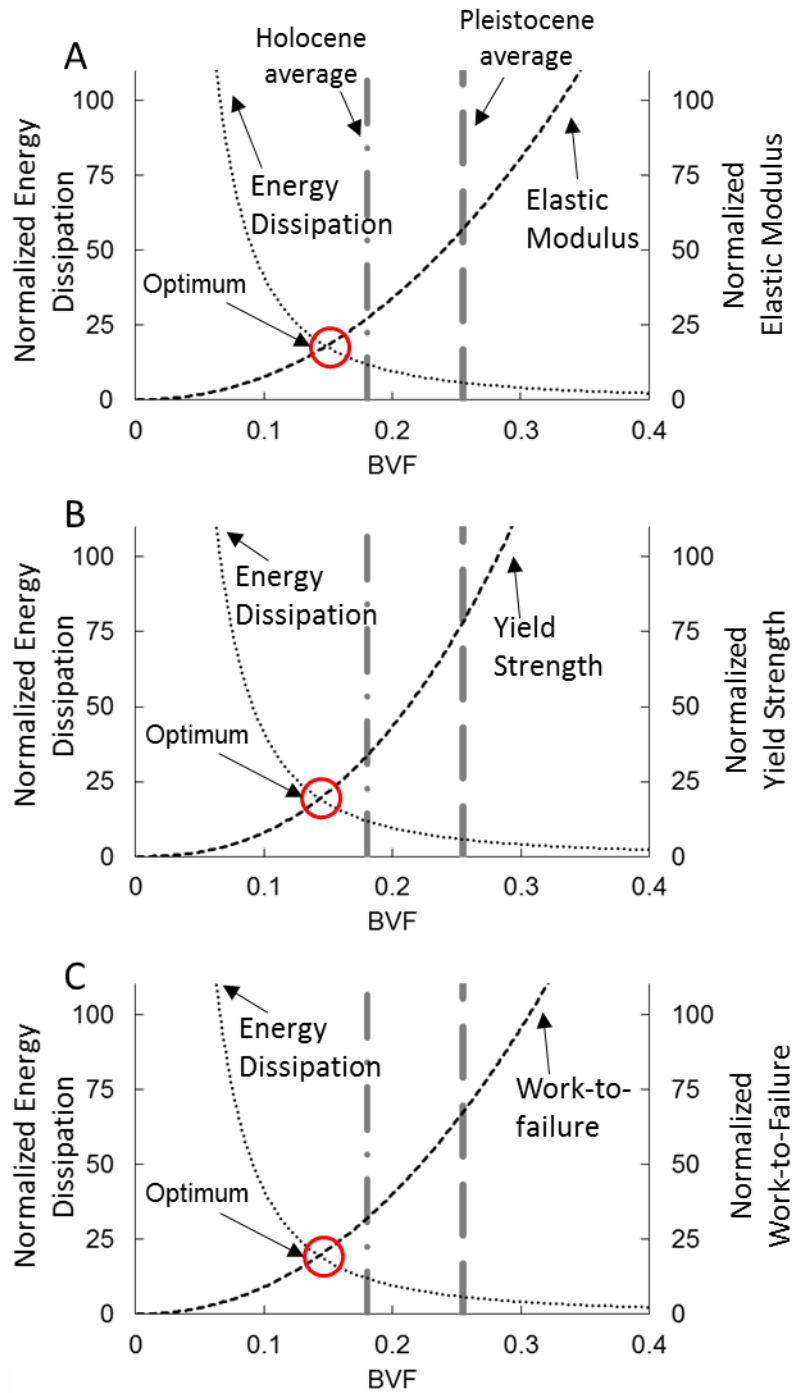 A
Holocene
average
Pleistocene
average
100
75
50
25
0
Normalized Energy
Dissipation
Energy
Dissipation
Optimum
Elastic
Modulus
100
75
50
25
0
Normalized
Elastic Modulus
0 0.1 0.2 0.3 0.4
BVF
B
100
75
50
25
0
Normalized Energy
Dissipation
Energy
Dissipation
Optimum
Yield
Strength
100
75
50
25
0
Normalized
Yield Strength
0 0.1 0.2 0.3 0.4
BVF
C
100
75
50
25
0
Normalized Energy
Dissipation
Energy
Dissipation
Optimum
Work-to-
failure
100
75
50
25
0
Normalized
Work-to-Failure
0 0.1 0.2 0.3 0.4
BVF